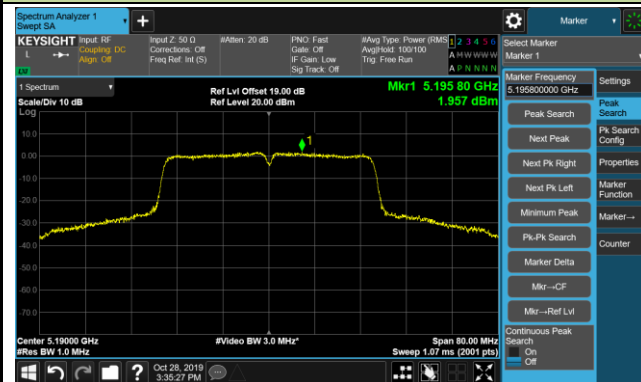 Spectrum Analyzer 1
Swept SA
Marker
KEYSIGHT
L
Input: RF
Coupling: DC
Align: Off
Input Z: 50 Ω
Corrections: Off
Freq Ref: Int (S)
#Atten: 20 dB
PNO: Fast
Gate: Off
IF Gain: Low
Sig Track: Off
#Avg Type: Power (RMS)
Avg|Hold: 100/100
Trig: Free Run
1 2 3 4 5 6
A W W W W W
A P N N N N
Select Marker
Marker 1
1 Spectrum
Scale/Div 10 dB
Log
Ref Lvl Offset 19.00 dB
Ref Level 20.00 dBm
Mkr1 5.195 80 GHz
1.957 dBm
10.0
0.00
-10.0
-20.0
-30.0
-40.0
-50.0
-60.0
-70.0
1
Center 5.19000 GHz
#Res BW 1.0 MHz
#Video BW 3.0 MHz*
Span 80.00 MHz
Sweep 1.07 ms (2001 pts)
Marker Frequency
5.195800000 GHz
Peak Search
Next Peak
Next Pk Right
Next Pk Left
Minimum Peak
Pk-Pk Search
Marker Delta
Mkr→CF
Mkr→Ref Lvl
Continuous Peak
Search
On
Off
Settings
Peak
Search
Pk Search
Config
Properties
Marker
Function
Marker→
Counter
Oct 28, 2019
3:35:27 PM